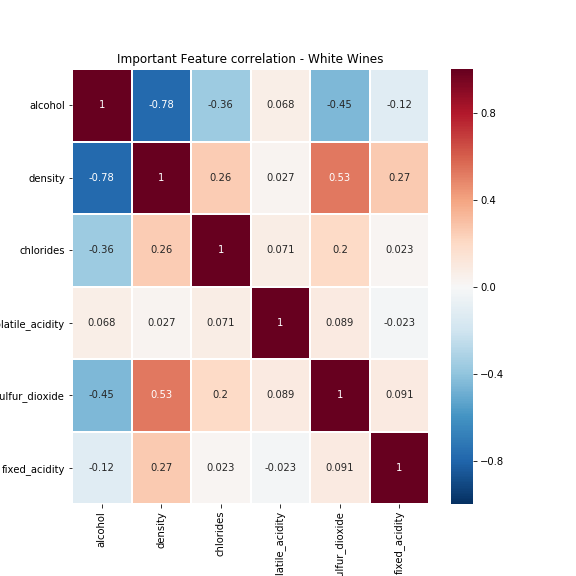 Important Feature correlation - White Wines
alcohol 1 -0.78 -0.36 0.068 -0.45 -0.12
density -0.78 1 0.26 0.027 0.53 0.27
chlorides -0.36 0.26 1 0.071 0.2 0.023
latile_acidity 0.068 0.027 0.071 1 0.089 -0.023
ulfur_dioxide -0.45 0.53 0.2 0.089 1 0.091
fixed_acidity -0.12 0.27 0.023 -0.023 0.091 1
alcohol
density
chlorides
latile_acidity
ulfur_dioxide
fixed_acidity
0.8
0.4
0.0
−0.4
−0.8